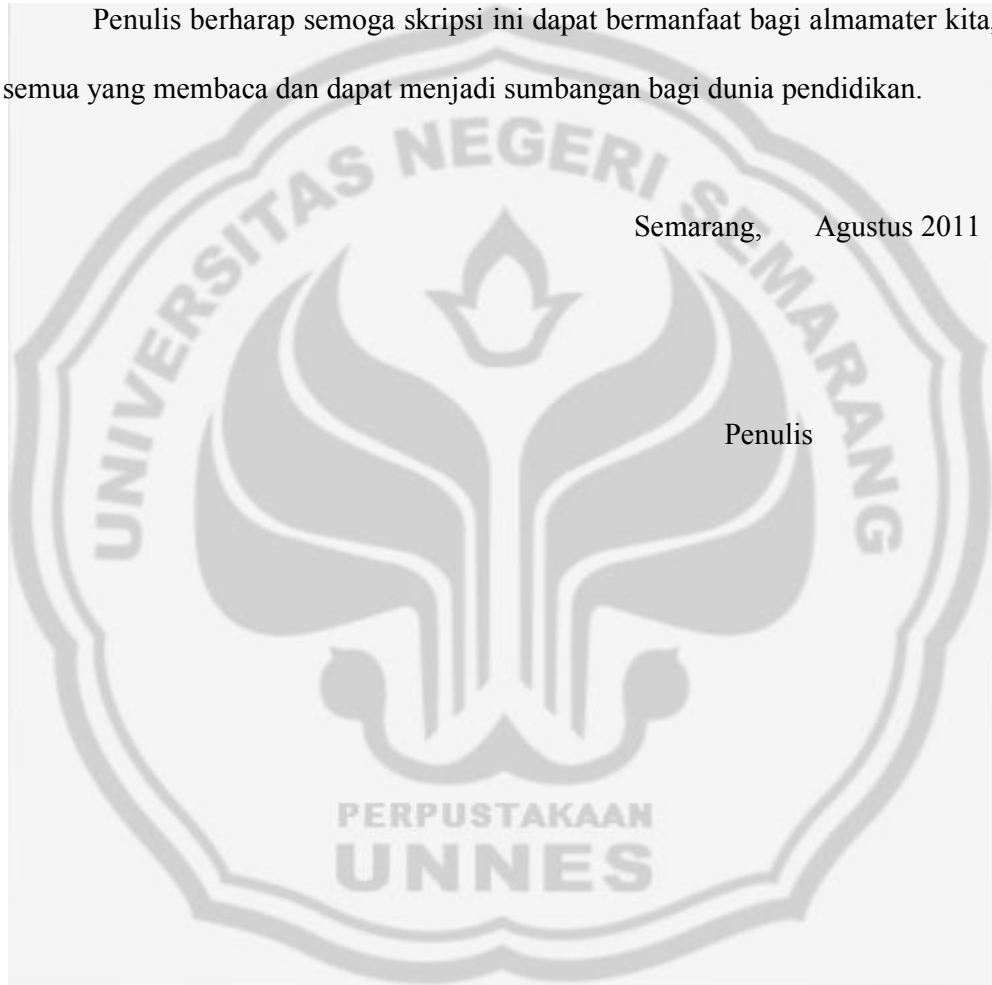 Penulis berharap semoga skripsi ini dapat bermanfaat bagi almamater kita,
semua yang membaca dan dapat menjadi sumbangan bagi dunia pendidikan.
UNIVERSITAS NEGERI SEMARANG
Semarang, Agustus 2011
Penulis
PERPUSTAKAAN
UNNES